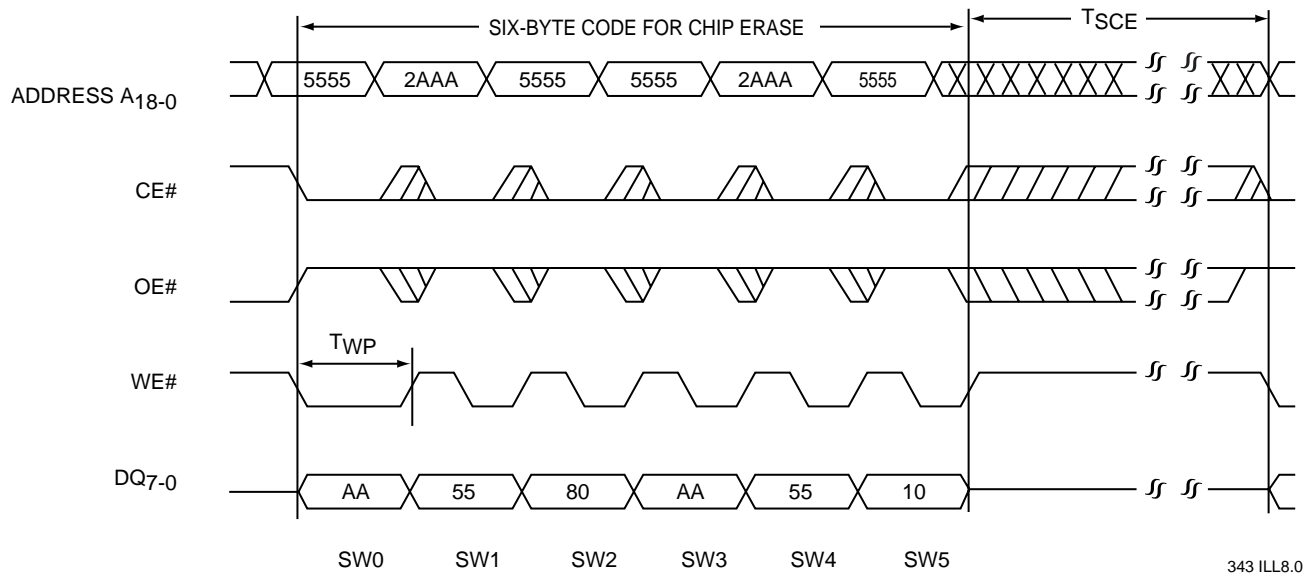 SIX-BYTE CODE FOR CHIP ERASE
TSCE
ADDRESS A18-0
5555 2AAA 5555 5555 2AAA 5555
CE#
OE#
TWP
WE#
DQ7-0
AA 55 80 AA 55 10
SW0 SW1 SW2 SW3 SW4 SW5
343 ILL8.0